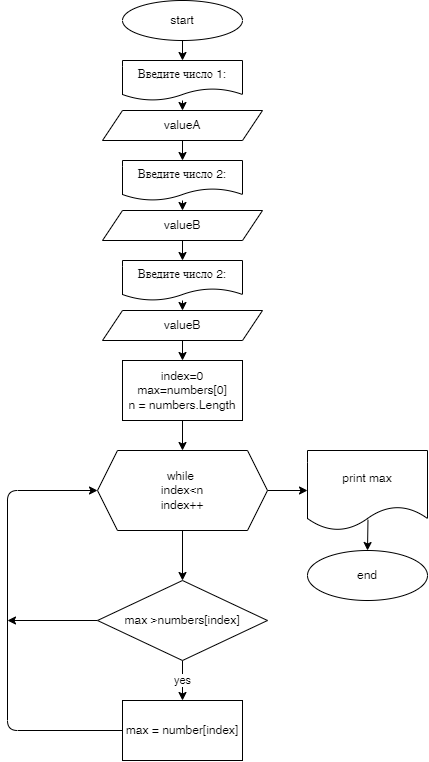 start
Введите число 1:
valueA
Введите число 2:
valueB
Введите число 2:
valueB
index=0
max=numbers[0]
n = numbers.Length
while
index<n
index++
print max
end
max >numbers[index]
yes
max = number[index]